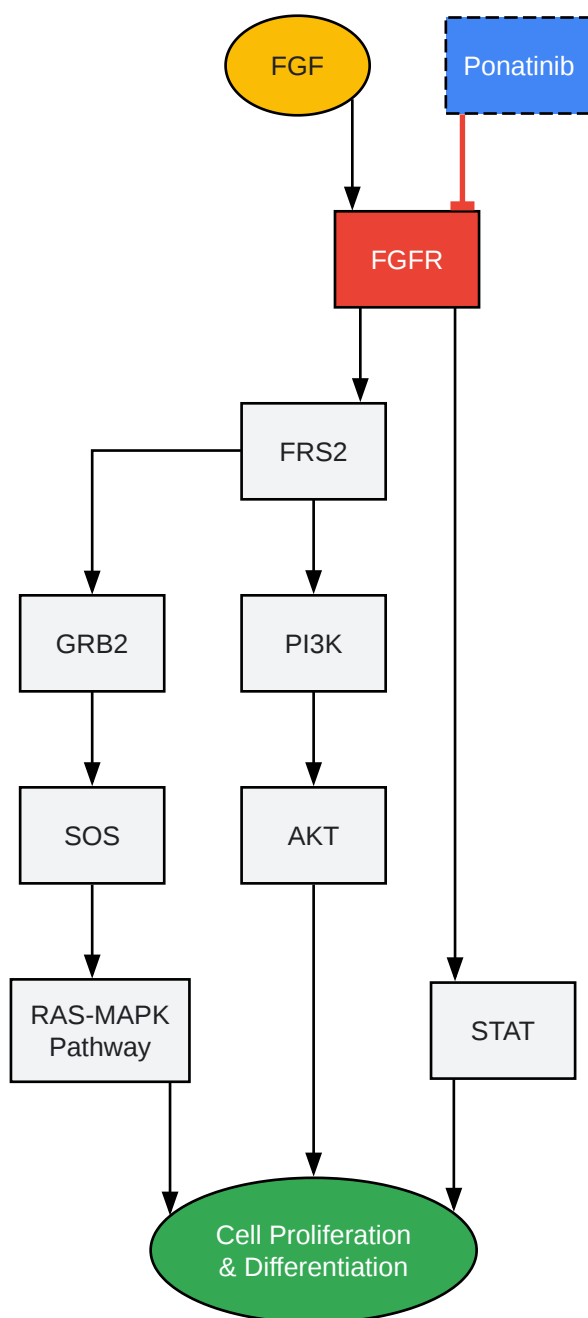 FGF
Ponatinib
FGFR
FRS2
GRB2
PI3K
SOS
AKT
RAS-MAPK
Pathway
STAT
Cell Proliferation
& Differentiation